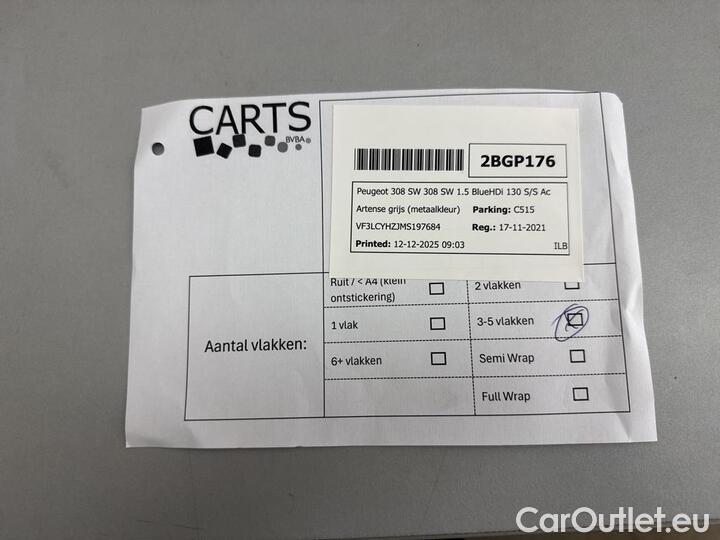 CARTS
BVBA
2BGP176
Peugeot 308 SW 308 SW 1.5 BlueHDi 130 S/S Ac
Artense grijs (metaalkleur) Parking: C515
VF3LCYHZJMS197684 Reg.: 17-11-2021
Printed: 12-12-2025 09:03 ILB
Aantal vlakken:
Ruit / < A4 (klein
ontstickering)
2 vlakken
1 vlak
3-5 vlakken
6+ vlakken
Semi Wrap
Full Wrap
CarOutlet.eu